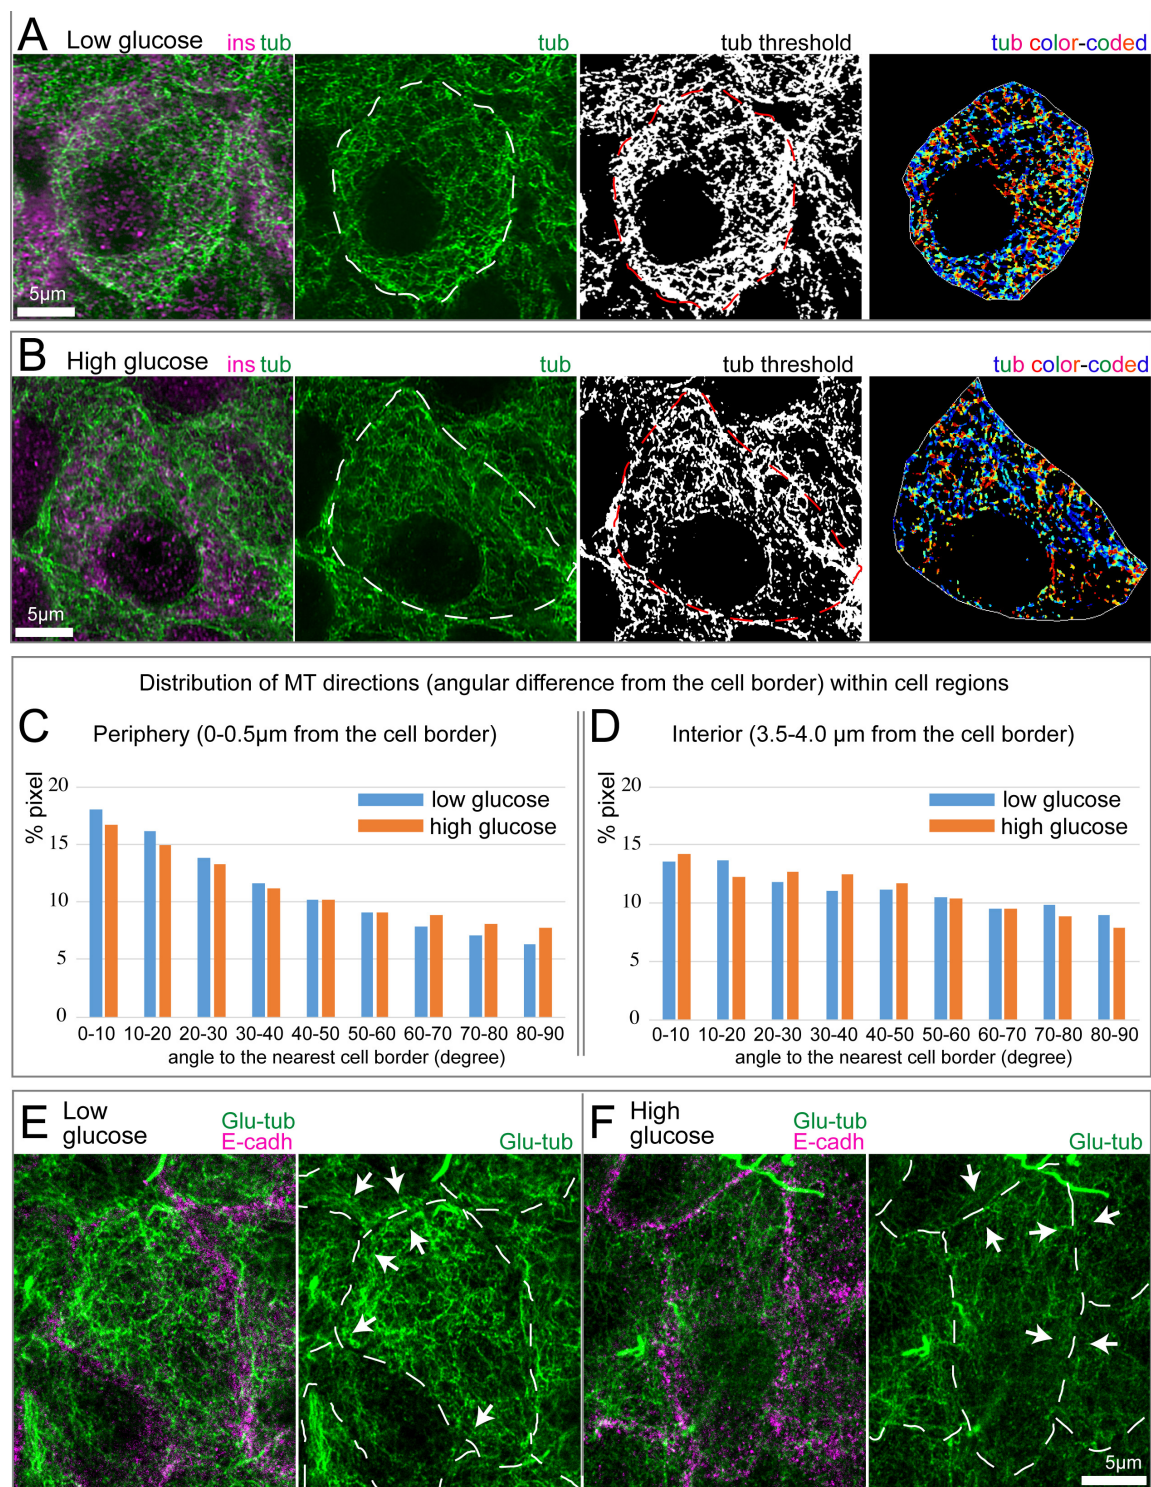 A Low glucose ins tub tub tub threshold tub color-coded
5µm
B High glucose ins tub tub tub threshold tub color-coded
5µm
Distribution of MT directions (angular difference from the cell border) within cell regions
C Periphery (0-0.5µm from the cell border)
% pixel
20
15
10
5
0
low glucose
high glucose
0-10 10-20 20-30 30-40 40-50 50-60 60-70 70-80 80-90
angle to the nearest cell border (degree)
D Interior (3.5-4.0 µm from the cell border)
% pixel
20
15
10
5
0
low glucose
high glucose
0-10 10-20 20-30 30-40 40-50 50-60 60-70 70-80 80-90
angle to the nearest cell border (degree)
E Low
glucose
Glu-tub
E-cadh
Glu-tub
F High
glucose
Glu-tub
E-cadh
Glu-tub
5µm